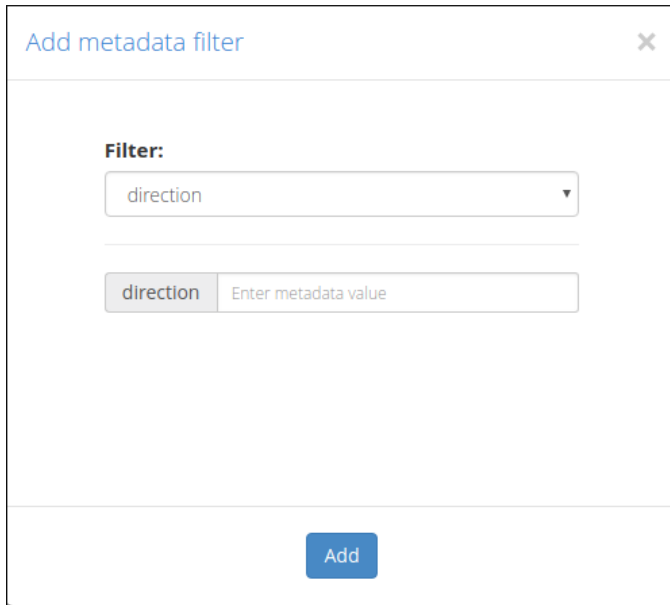 Add metadata filter
Filter:
direction
direction Enter metadata value
Add